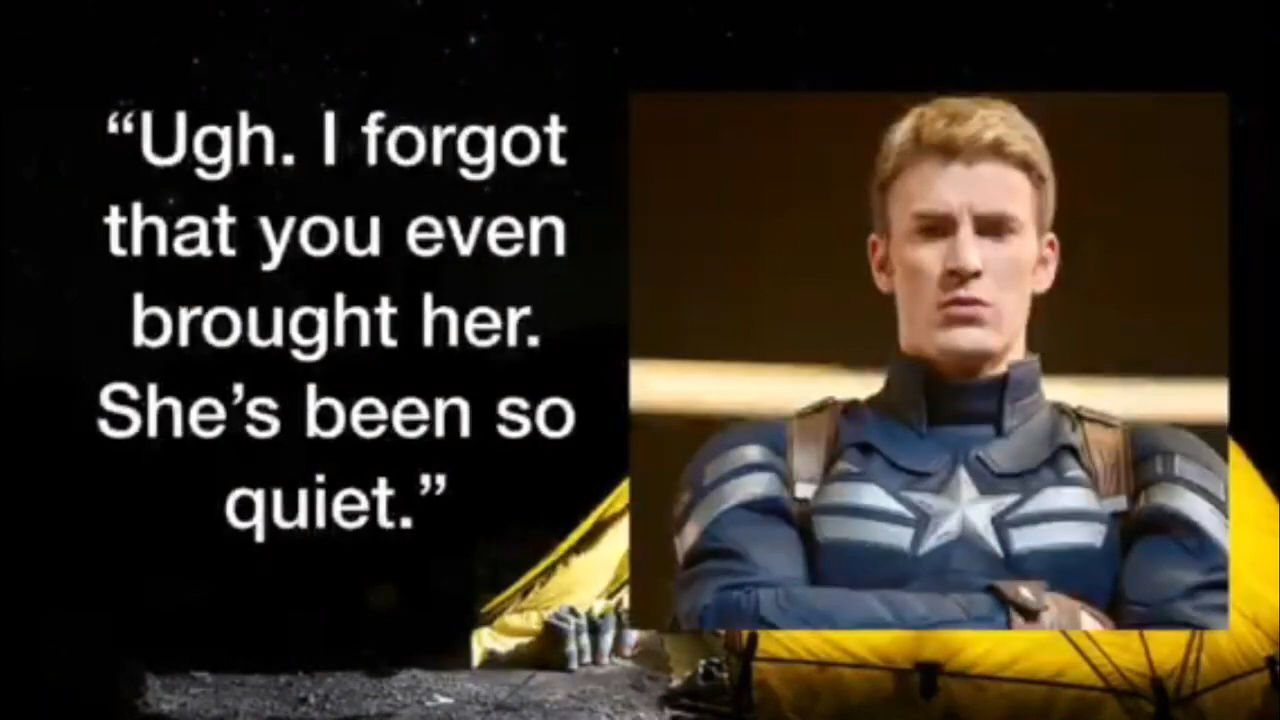 “Ugh. I forgot
that you even
brought her.
She’s been so
quiet.”